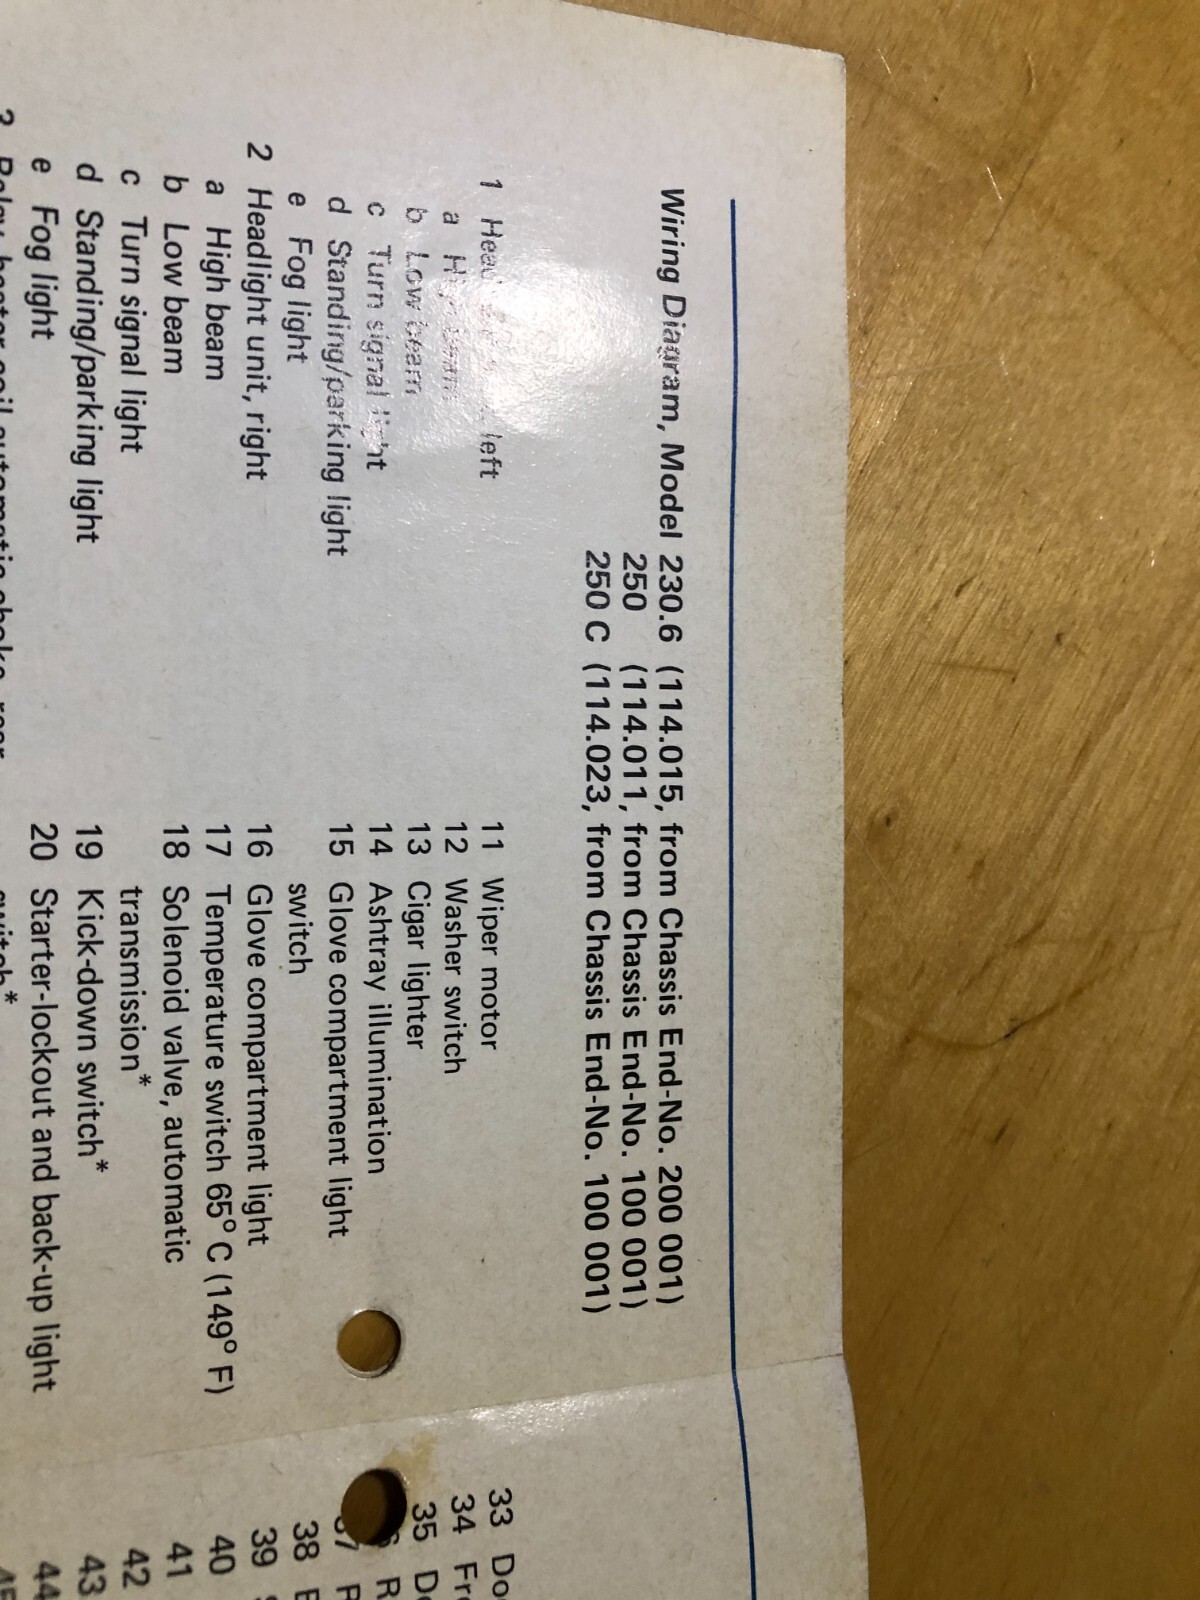 Wiring Diagram, Model 230.6 (114.015, from Chassis End-No. 200 001)
250 (114.011, from Chassis End-No. 100 001)
250 C (114.023, from Chassis End-No. 100 001)
1 left
a
b Low beam
c Turn signal light
d Standing/parking light
e Fog light
2 Headlight unit, right
a High beam
b Low beam
c Turn signal light
d Standing/parking light
e Fog light
11 Wiper motor
12 Washer switch
13 Cigar lighter
14 Ashtray illumination
15 Glove compartment light
switch
16 Glove compartment light
17 Temperature switch 65° C (149° F)
18 Solenoid valve, automatic
transmission*
19 Kick-down switch*
20 Starter-lockout and back-up light
switch*
33
34
35
38
39
40
41
42
43
44